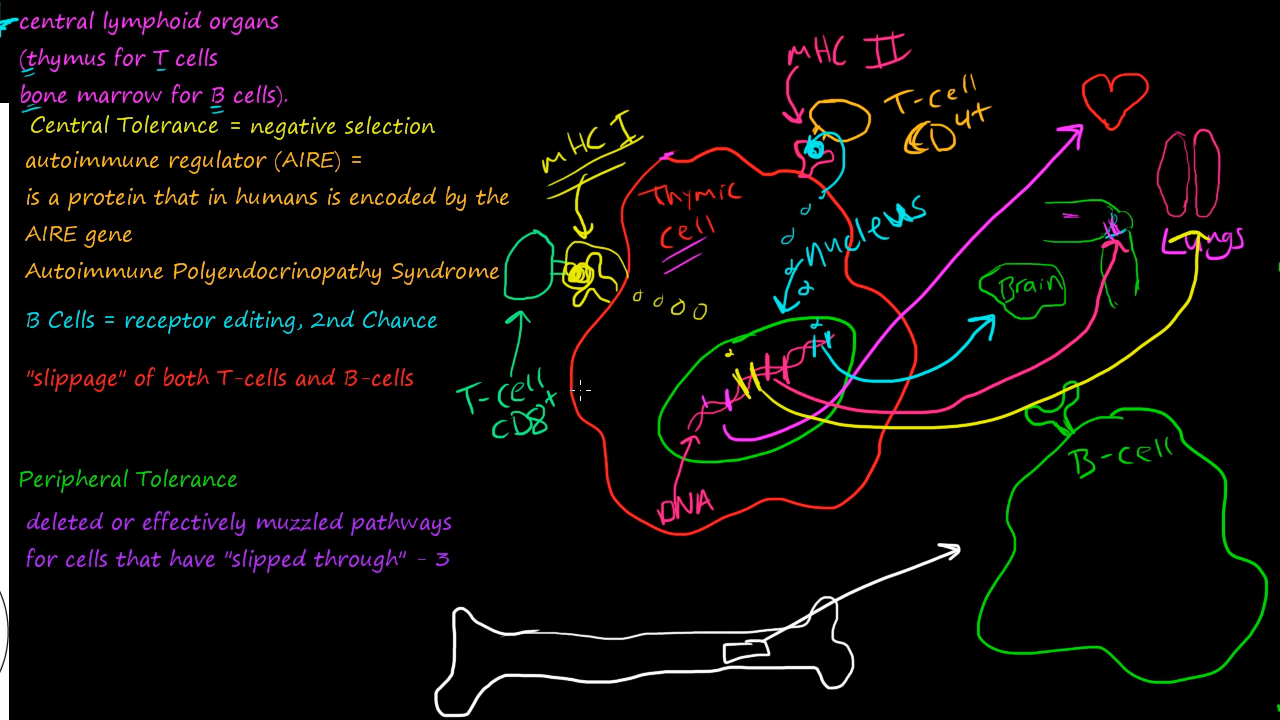 central lymphoid organs
(thymus for T cells
bone marrow for B cells).
Central Tolerance = negative selection
autoimmune regulator (AIRE) =
is a protein that in humans is encoded by the
AIRE gene
Autoimmune Polyendocrinopathy Syndrome
B Cells = receptor editing, 2nd Chance
"slippage" of both T-cells and B-cells
Peripheral Tolerance
deleted or effectively muzzled pathways
for cells that have "slipped through" - 3
MHC I
MHC II
T-cell
CD4+
Thymic
cell
nucleus
Lungs
Brain
T-cell
CD8+
DNA
B-cell